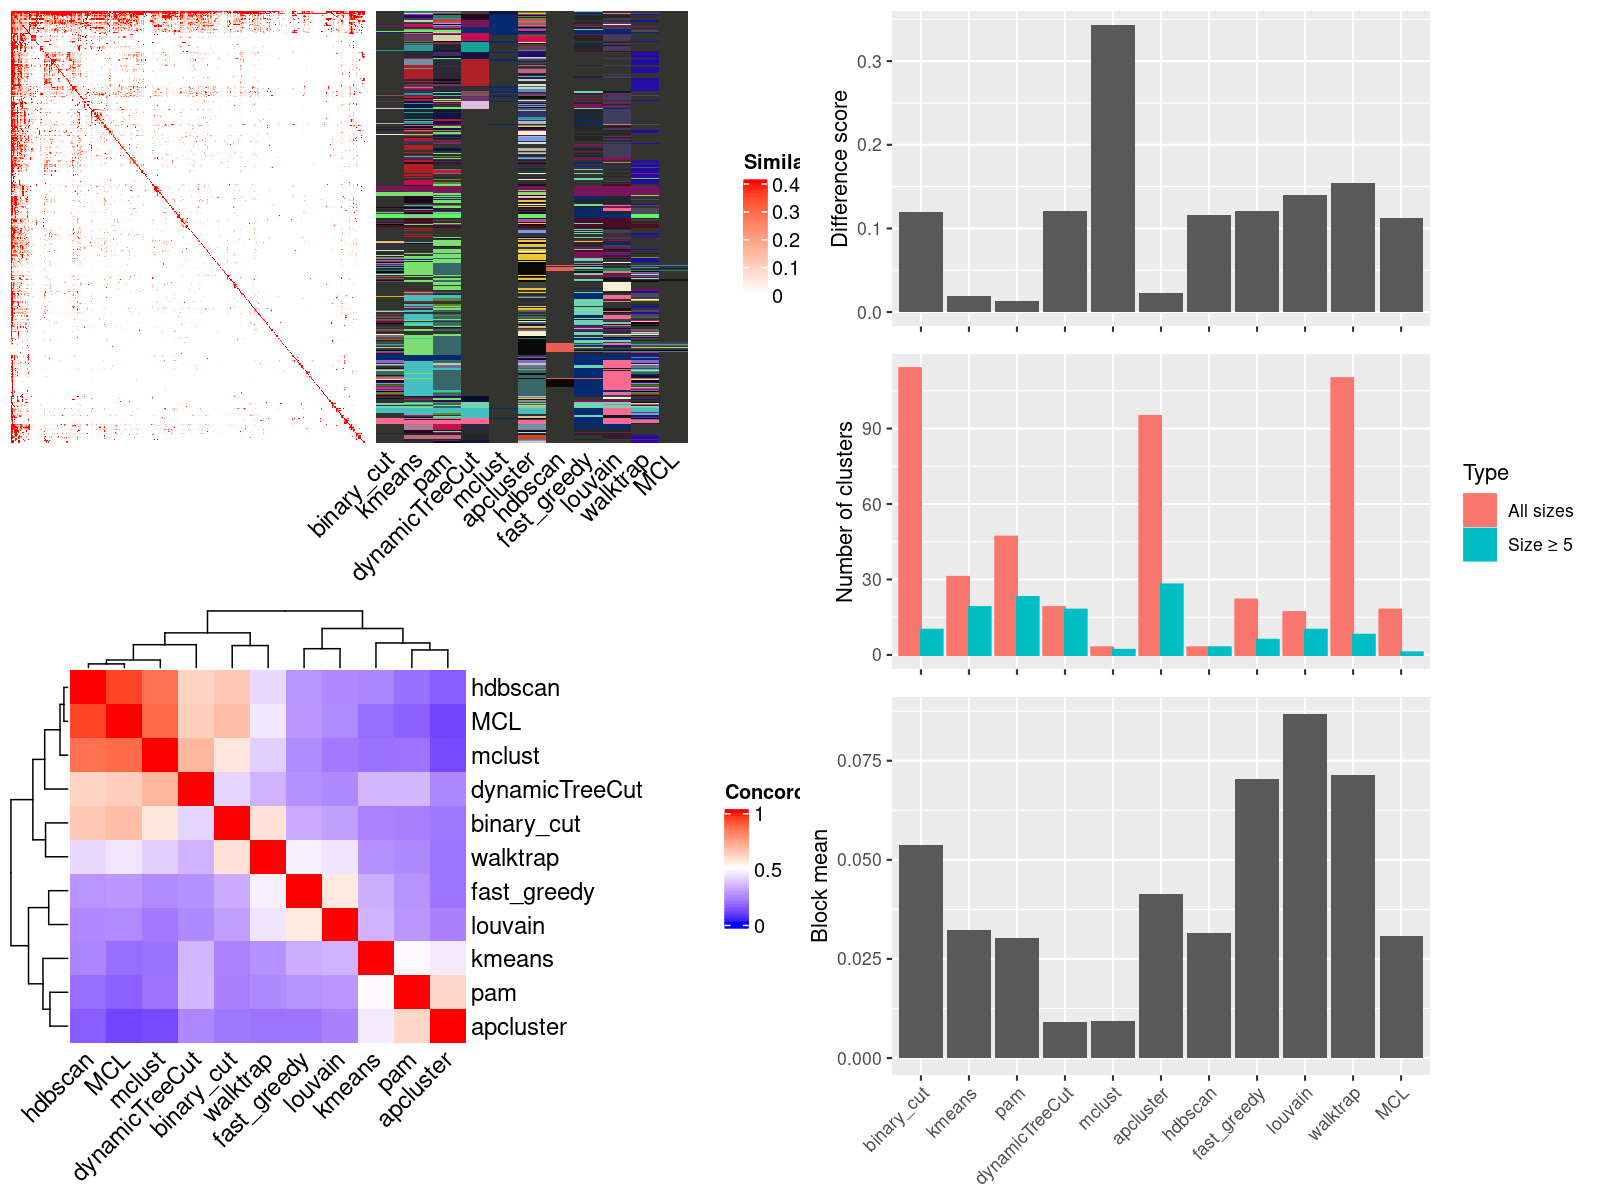 Simila
0.4
0.3
0.2
0.1
0
binary_cut
kmeans
pam
dynamicTreeCut
mclust
apcluster
hdbscan
fast_greedy
louvain
walktrap
MCL
hdbscan
MCL
mclust
dynamicTreeCut
binary_cut
walktrap
fast_greedy
louvain
kmeans
pam
apcluster
hdbscan
MCL
mclust
dynamicTreeCut
binary_cut
walktrap
fast_greedy
louvain
kmeans
pam
apcluster
Concord
1
0.5
0
Difference score
0.3
0.2
0.1
0.0
Number of clusters
90
60
30
0
Type
All sizes
Size ≥ 5
Block mean
0.075
0.050
0.025
0.000
binary_cut
kmeans
pam
dynamicTreeCut
mclust
apcluster
hdbscan
fast_greedy
louvain
walktrap
MCL